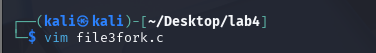 ┌──(kali㉿kali)-[~/Desktop/lab4]
└─$ vim file3fork.c